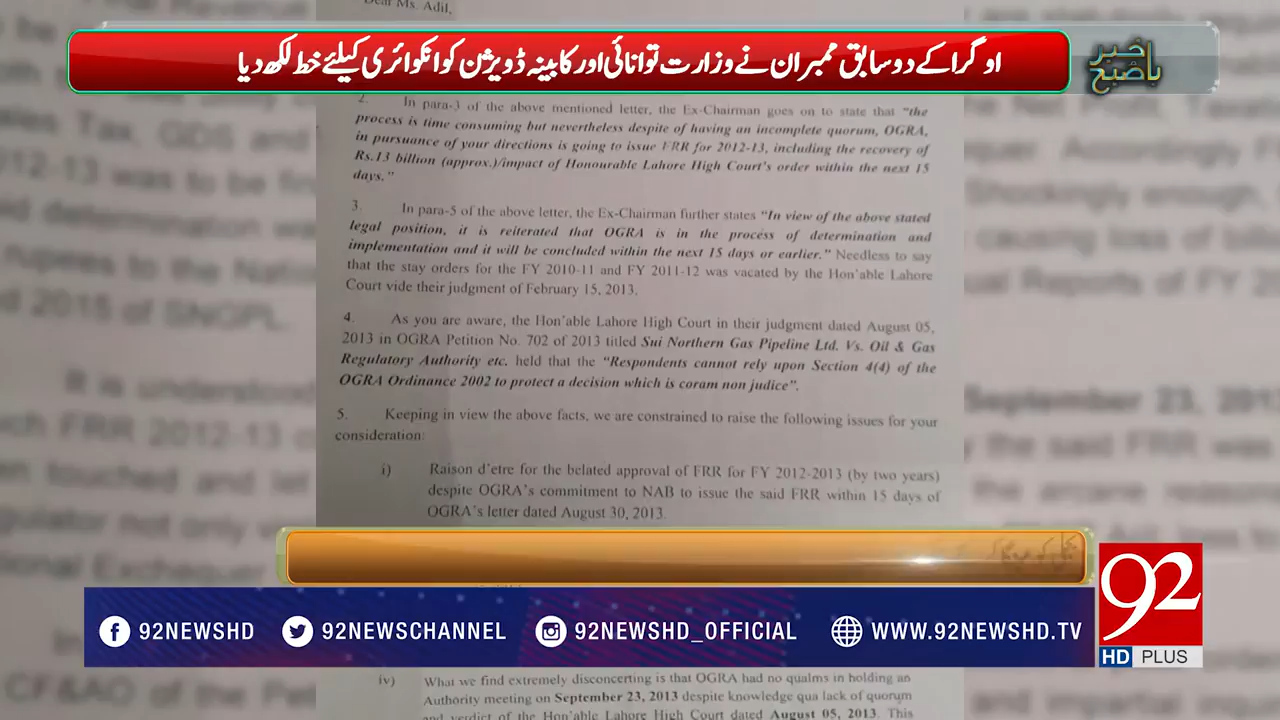 Dear Ms. Adil,
اوگرا کے دو سابق ممبران نے وزارت توانائی اور کابینہ ڈویژن کو انکوائری کیلئے خط لکھ دیا
باخبر صبح
2. In para-3 of the above mentioned letter, the Ex-Chairman goes on to state that "the
process is time consuming but nevertheless despite of having an incomplete quorum, OGRA,
in pursuance of your directions is going to issue FRR for 2012-13, including the recovery of
Rs.13 billion (approx.)/impact of Honourable Lahore High Court's order within the next 15
days."
3. In para-5 of the above letter, the Ex-Chairman further states "In view of the above stated
legal position, it is reiterated that OGRA is in the process of determination and
implementation and it will be concluded within the next 15 days or earlier." Needless to say
that the stay orders for the FY 2010-11 and FY 2011-12 was vacated by the Hon'able Lahore
Court vide their judgment of February 15, 2013.
4. As you are aware, the Hon'able Lahore High Court in their judgment dated August 05,
2013 in OGRA Petition No. 702 of 2013 titled Sui Northern Gas Pipeline Ltd. Vs. Oil & Gas
Regulatory Authority etc. held that the "Respondents cannot rely upon Section 4(4) of the
OGRA Ordinance 2002 to protect a decision which is coram non judice".
5. Keeping in view the above facts, we are constrained to raise the following issues for your
consideration:
i) Raison d'etre for the belated approval of FRR for FY 2012-2013 (by two years)
despite OGRA's commitment to NAB to issue the said FRR within 15 days of
OGRA's letter dated August 30, 2013.
92NEWSHD
92NEWSCHANNEL
92NEWSHD_OFFICIAL
WWW.92NEWSHD.TV
92
HD PLUS
iv) What we find extremely disconcerting is that OGRA had no qualms in holding an
Authority meeting on September 23, 2013 despite knowledge qua lack of quorum
and verdict of the Hon'able Lahore High Court dated August 05, 2013. This